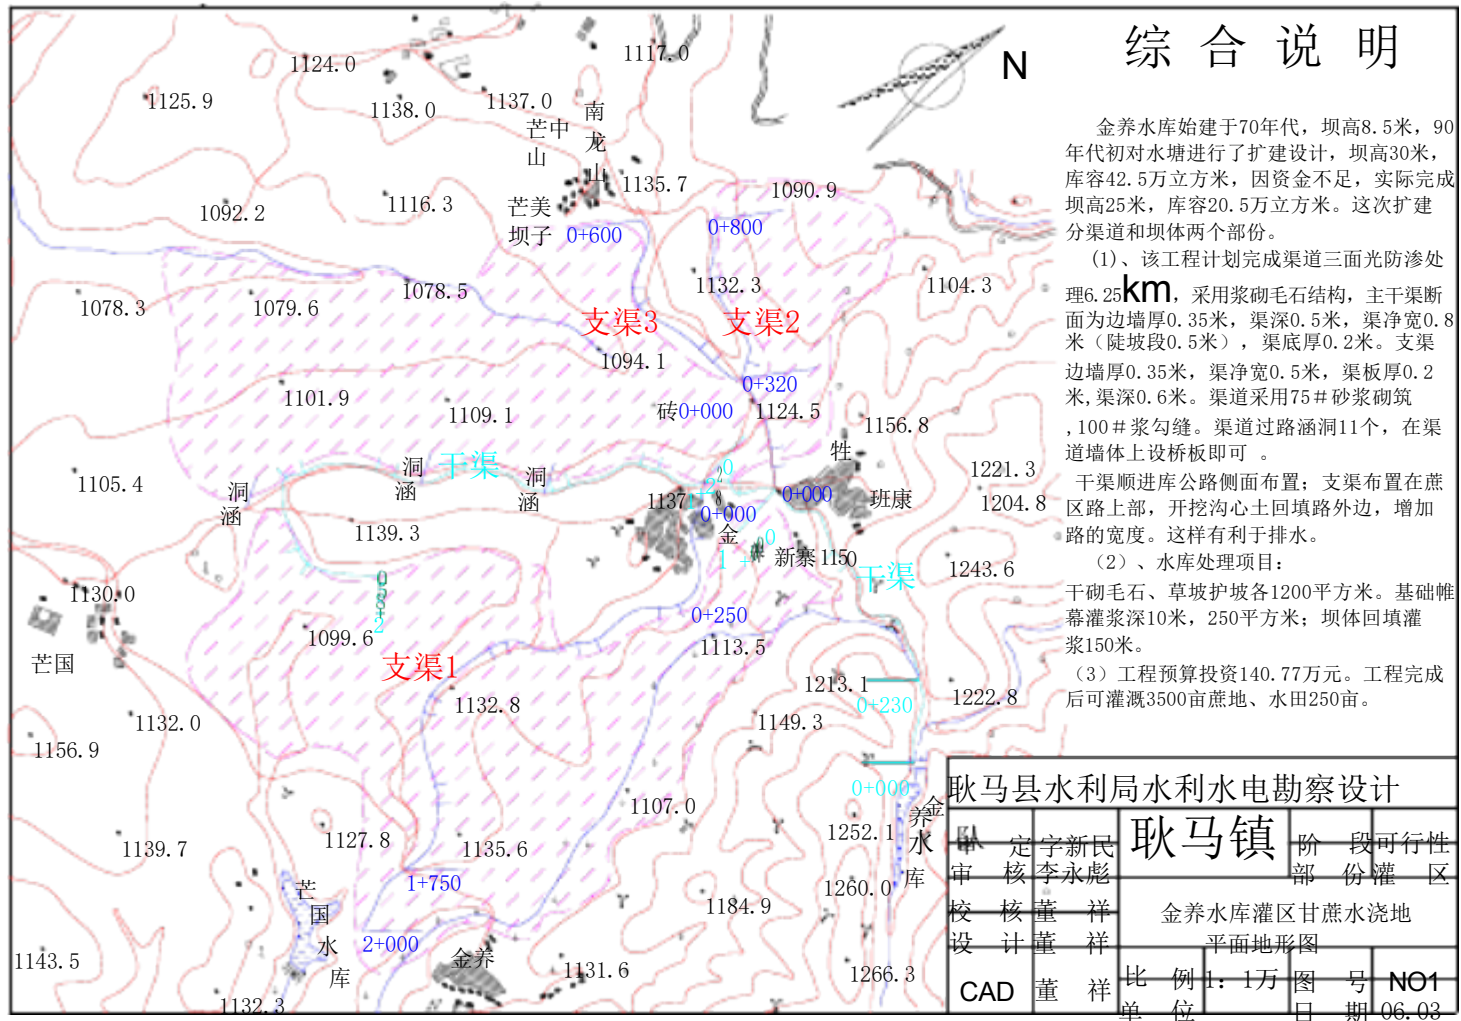 综合说明
N
金养水库始建于70年代，坝高8.5米，90
年代初对水塘进行了扩建设计，坝高30米，
库容42.5万立方米，因资金不足，实际完成
坝高25米，库容20.5万立方米。这次扩建
分渠道和坝体两个部份。
(1)、该工程计划完成渠道三面光防渗处
理6.25km，采用浆砌毛石结构，主干渠断
面为边墙厚0.35米，渠深0.5米，渠净宽0.8
米（陡坡段0.5米），渠底厚0.2米。支渠
边墙厚0.35米，渠净宽0.5米，渠板厚0.2
米,渠深0.6米。渠道采用75＃砂浆砌筑
,100＃浆勾缝。渠道过路涵洞11个，在渠
道墙体上设桥板即可 。
干渠顺进库公路侧面布置；支渠布置在蔗
区路上部，开挖沟心土回填路外边，增加
路的宽度。这样有利于排水。
（2）、水库处理项目：
干砌毛石、草坡护坡各1200平方米。基础帷
幕灌浆深10米，250平方米；坝体回填灌
浆150米。
（3）工程预算投资140.77万元。工程完成
后可灌溉3500亩蔗地、水田250亩。
1117.0
1124.0
1125.9
1138.0
1137.0
南龙山
芒中山
1135.7
1090.9
1092.2
1116.3
芒美
坝子
0+600
0+800
1078.3
1079.6
1078.5
1132.3
1104.3
支渠3
支渠2
1094.1
1101.9
1109.1
0+320
砖0+000
1124.5
1156.8
牲
1105.4
洞涵
洞涵
干渠
洞涵
1137
0+000
0+000
班康
1221.3
1204.8
1139.3
金
新寨1150
干渠
1243.6
1130.0
芒国
1099.6
0+250
1113.5
支渠1
1132.8
1213.1
0+230
1222.8
1132.0
1156.9
1149.3
0+000
1107.0
1252.1
金养水库
1127.8
1139.7
1135.6
1+750
1260.0
1184.9
芒国水库
2+000
金养
1143.5
1131.6
1266.3
1132.3
耿马县水利局水利水电勘察设计
队
定 字新民
耿马镇
阶 段 可行性
审 核 李永彪
部 份 灌 区
校 核 董 祥
金养水库灌区甘蔗水浇地
设 计 董 祥
平面地形图
CAD 董 祥
比 例 1：1万
图 号 NO1
单 位
日 期 06.03